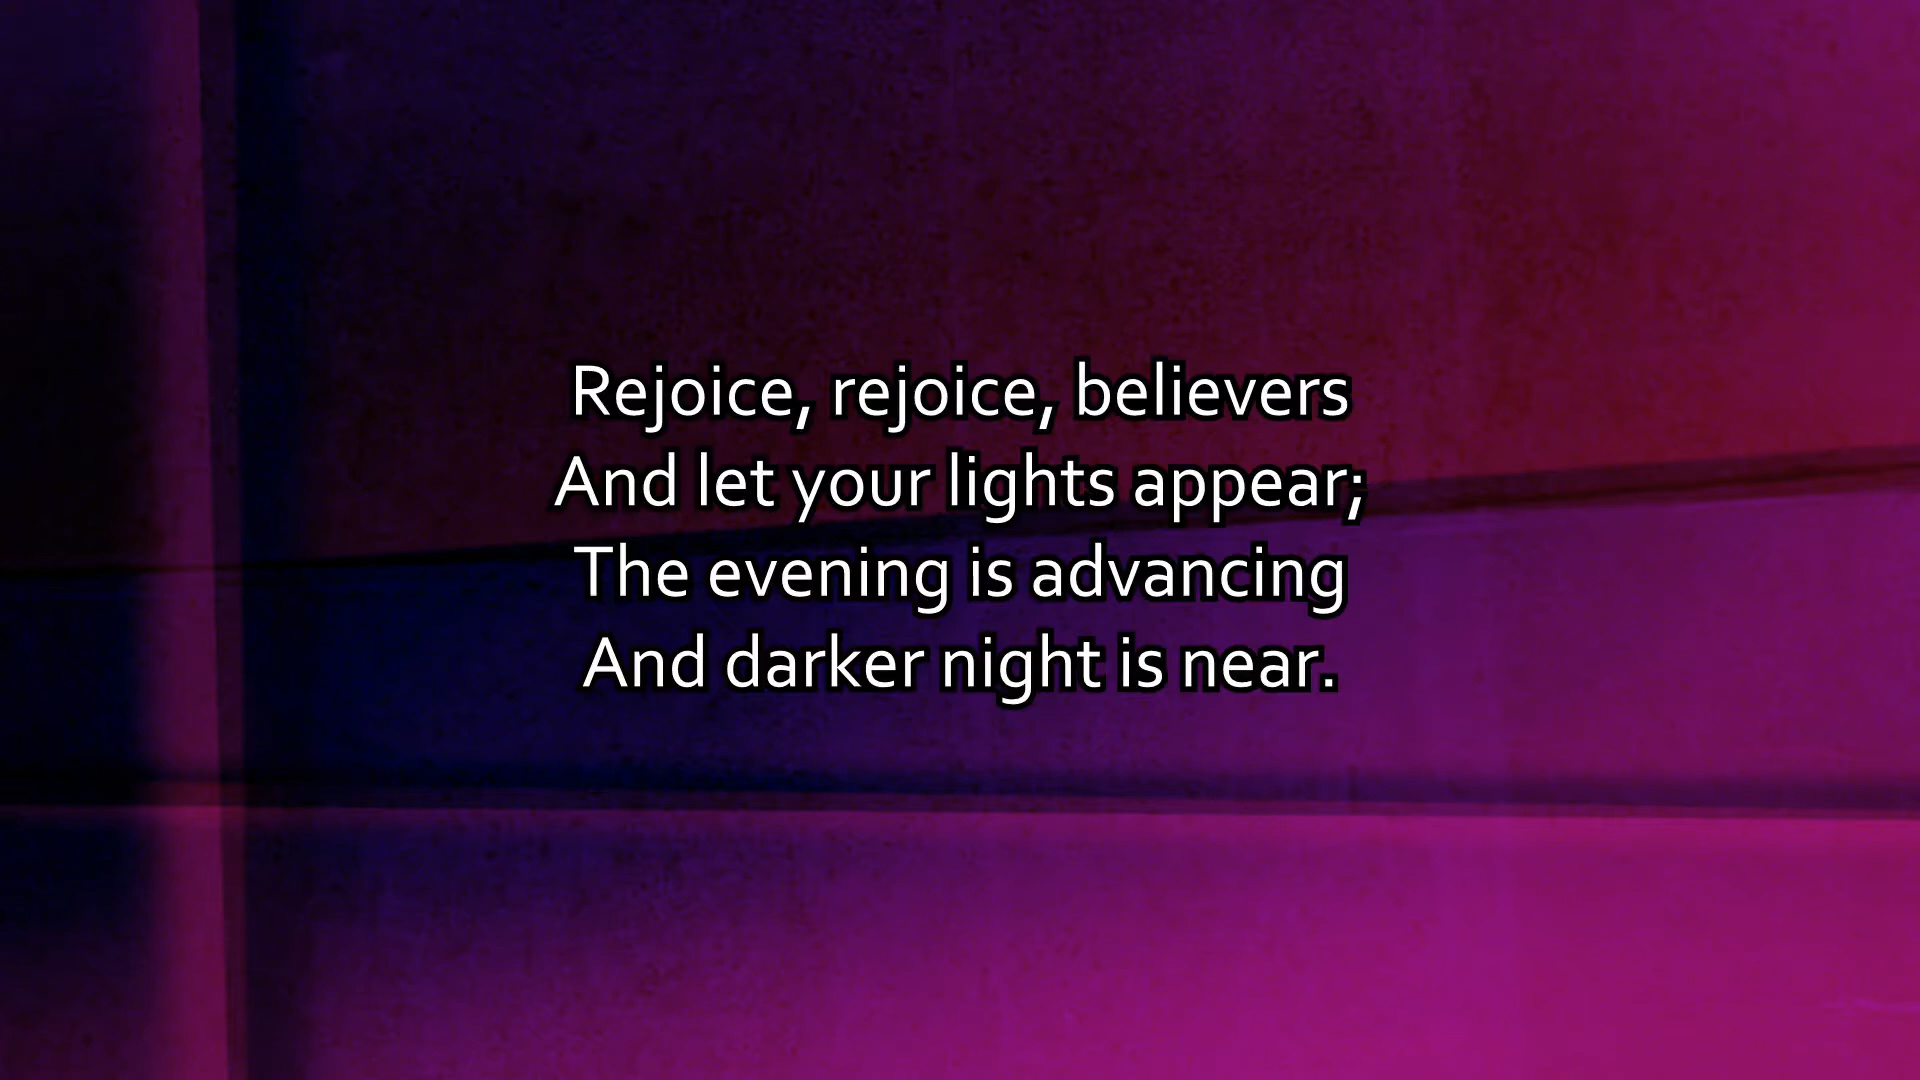 Rejoice, rejoice, believers
And let your lights appear;
The evening is advancing
And darker night is near.